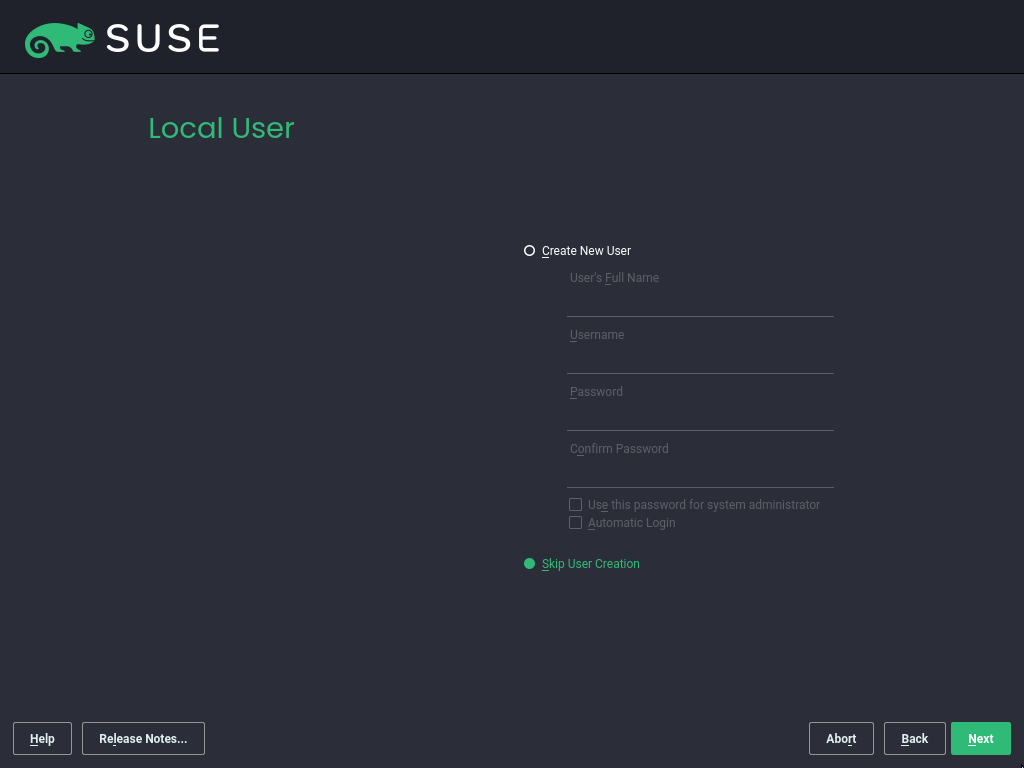 SUSE
Local User
Create New User
User's Full Name
Username
Password
Confirm Password
Use this password for system administrator
Automatic Login
Skip User Creation
Help
Release Notes...
Abort
Back
Next